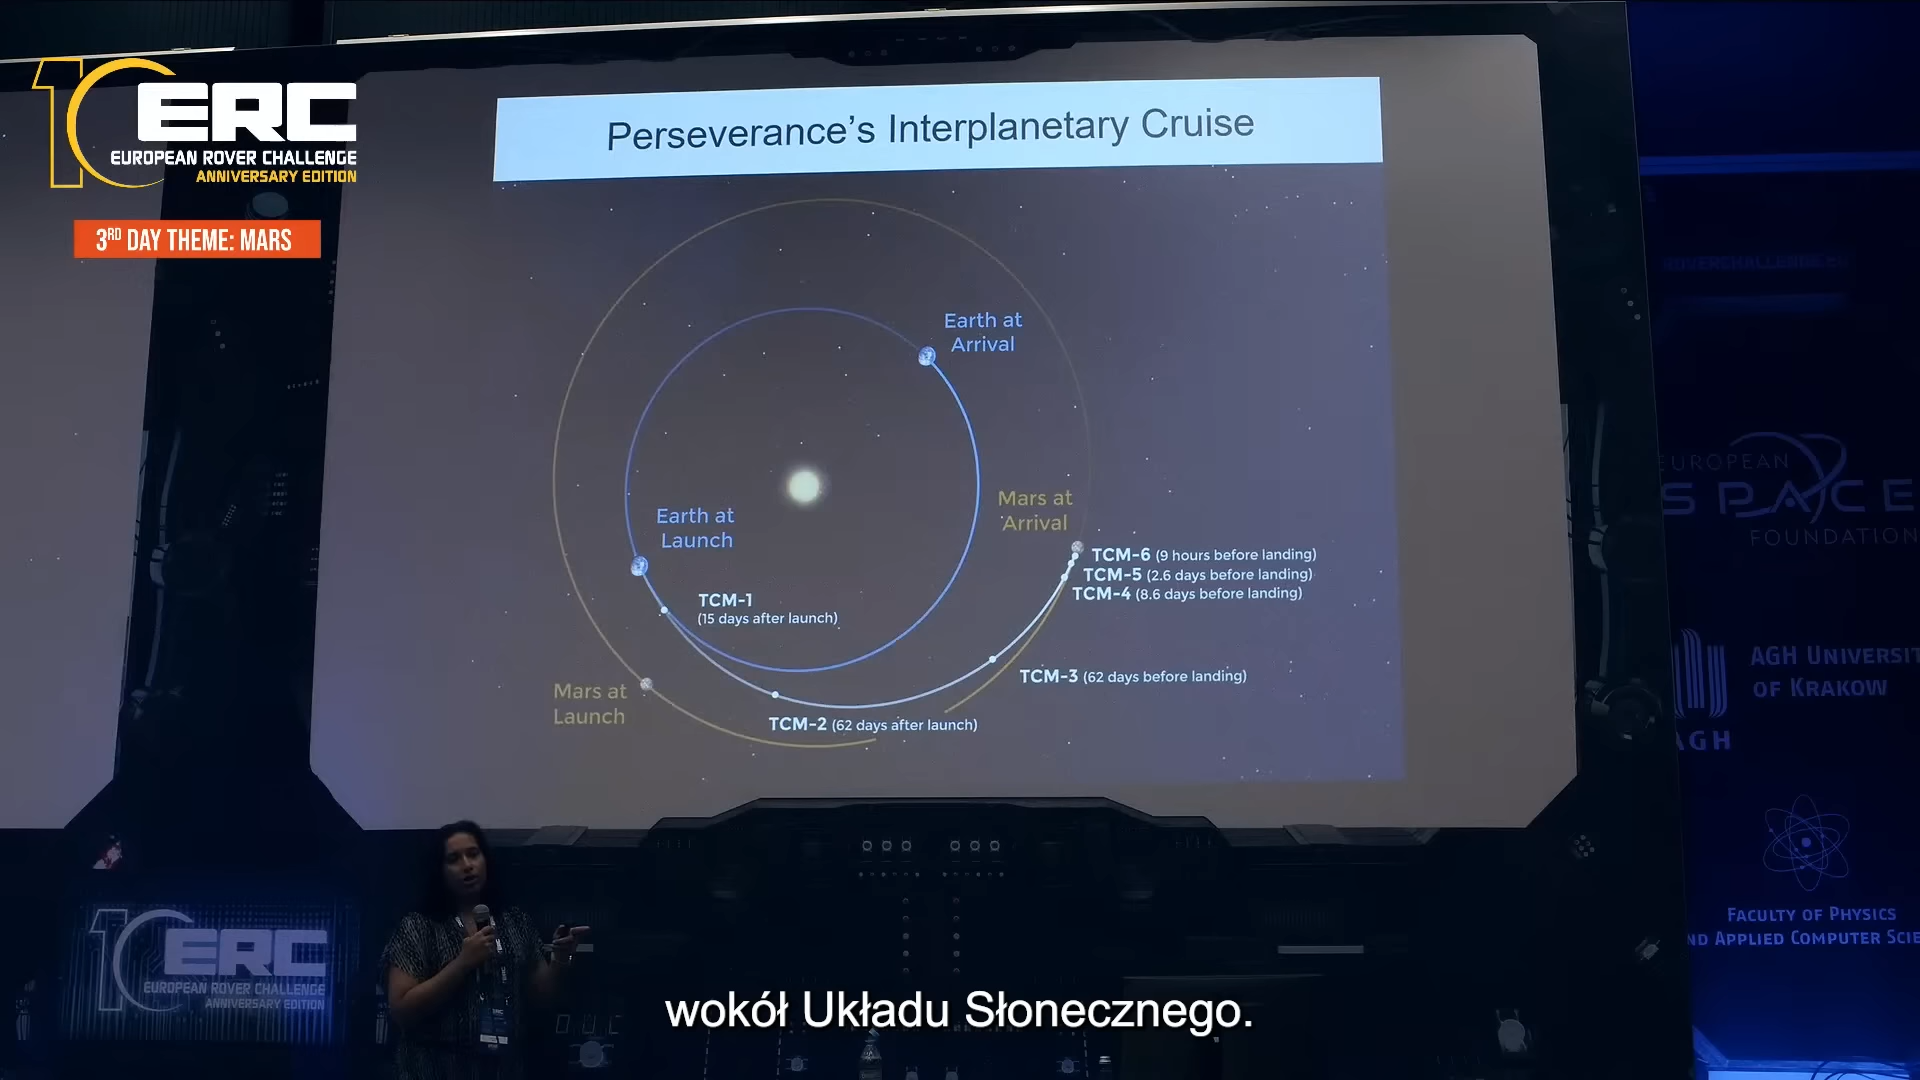 10 ERC
EUROPEAN ROVER CHALLENGE
ANNIVERSARY EDITION
3RD DAY THEME: MARS
Perseverance's Interplanetary Cruise
Earth at
Arrival
Mars at
Arrival
Earth at
Launch
TCM-6 (9 hours before landing)
TCM-5 (2.6 days before landing)
TCM-4 (8.6 days before landing)
TCM-1
(15 days after launch)
TCM-3 (62 days before landing)
Mars at
Launch
TCM-2 (62 days after launch)
EUROPEAN
SPACE
FOUNDATION
AGH UNIVERSIT
OF KRAKOW
AGH
FACULTY OF PHYSICS
ND APPLIED COMPUTER SCIE
10 ERC
EUROPEAN ROVER CHALLENGE
ANNIVERSARY EDITION
wokół Układu Słonecznego.